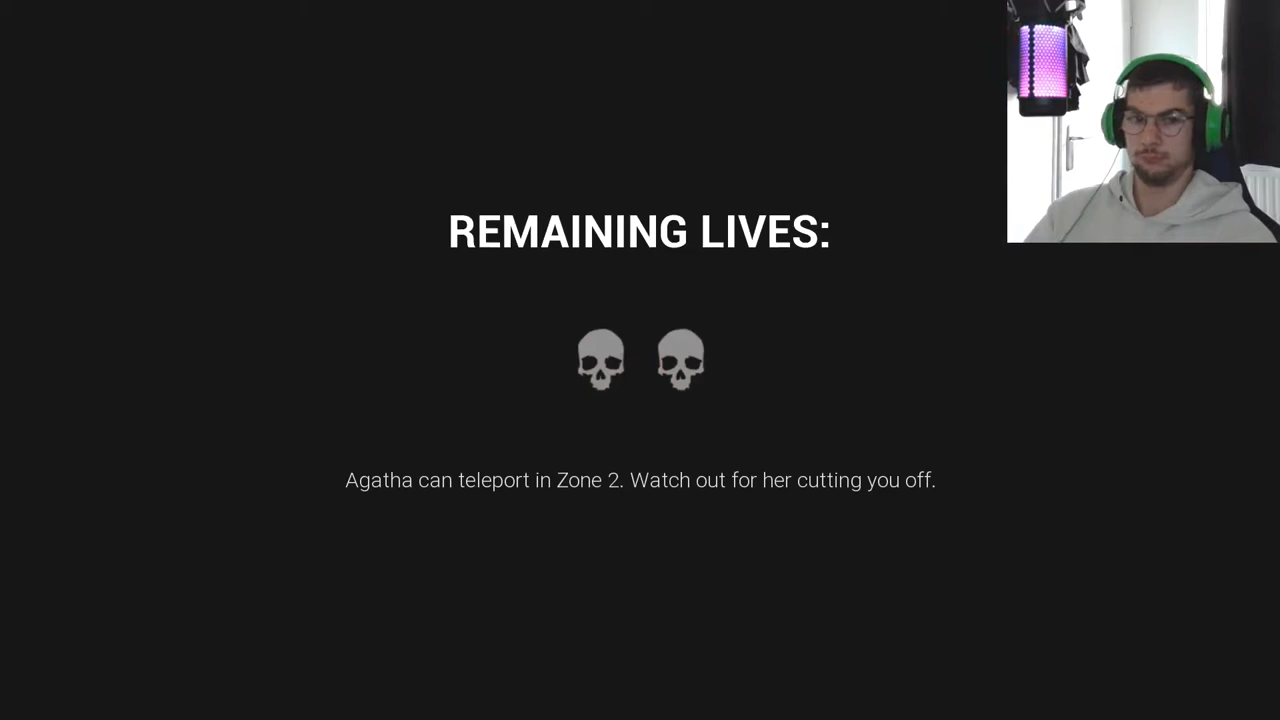 REMAINING LIVES:
Agatha can teleport in Zone 2. Watch out for her cutting you off.